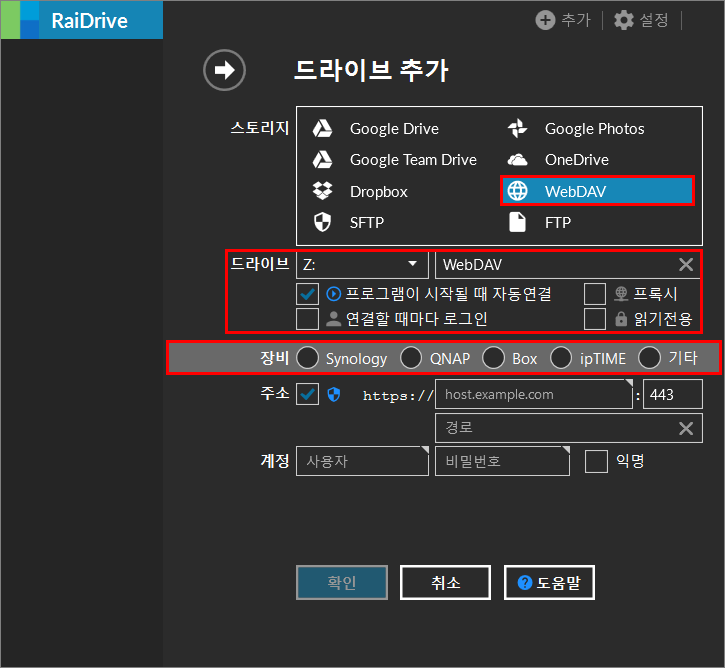 RaiDrive
추가 설정
드라이브 추가
스토리지
Google Drive Google Photos
Google Team Drive OneDrive
Dropbox WebDAV
SFTP FTP
드라이브 Z: WebDAV
프로그램이 시작될 때 자동연결 프록시
연결할 때마다 로그인 읽기전용
장비 Synology QNAP Box ipTIME 기타
주소 https:// host.example.com : 443
경로
계정 사용자 비밀번호 익명
확인 취소 ? 도움말